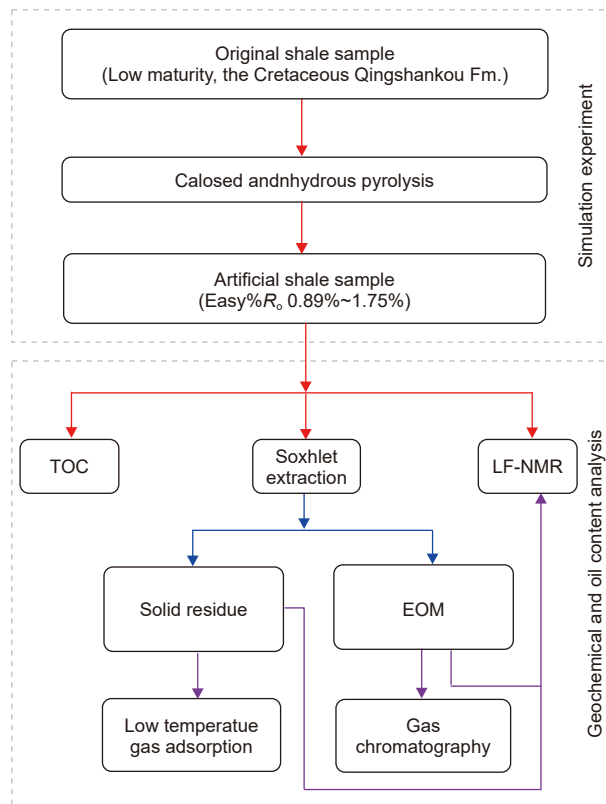 Original shale sample
(Low maturity, the Cretaceous Qingshankou Fm.)
Calosed andnhydrous pyrolysis
Artificial shale sample
(Easy%Ro 0.89%~1.75%)
Simulation experiment
TOC
Soxhlet
extraction
LF-NMR
Solid residue
EOM
Low temperatue
gas adsorption
Gas
chromatography
Geochemical and oil content analysis